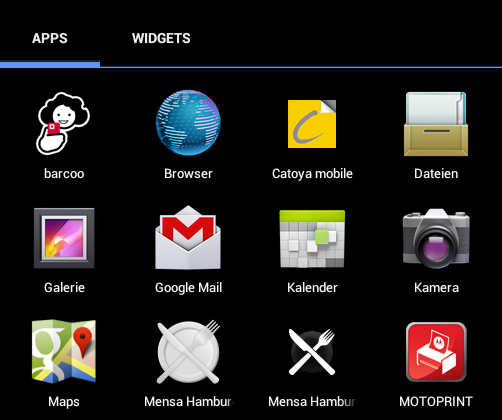 APPS WIDGETS
barcoo Browser Catoya mobile Dateien
Galerie Google Mail Kalender Kamera
Maps Mensa Hambur Mensa Hambur MOTOPRINT